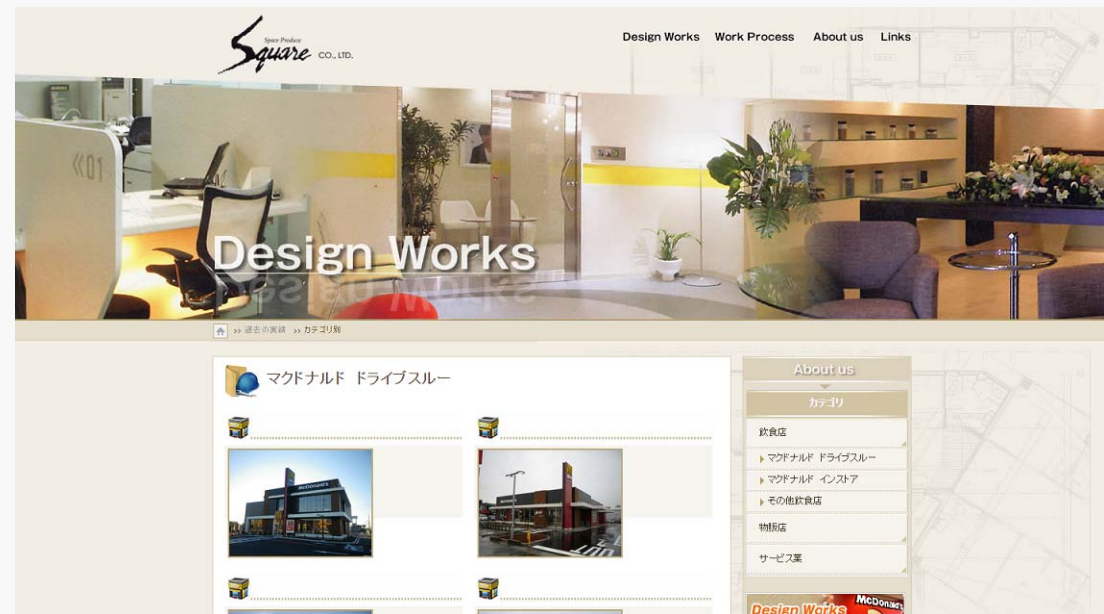 Space Produce
Square CO., LTD.
Design Works
Work Process
About us
Links
«01
Design Works
>> 過去の実績 >> カテゴリ別
マクドナルド ドライブスルー
About us
カテゴリ
飲食店
マクドナルド ドライブスルー
マクドナルド インストア
その他飲食店
物販店
サービス業
McDonald's
Design Works
McDonald's